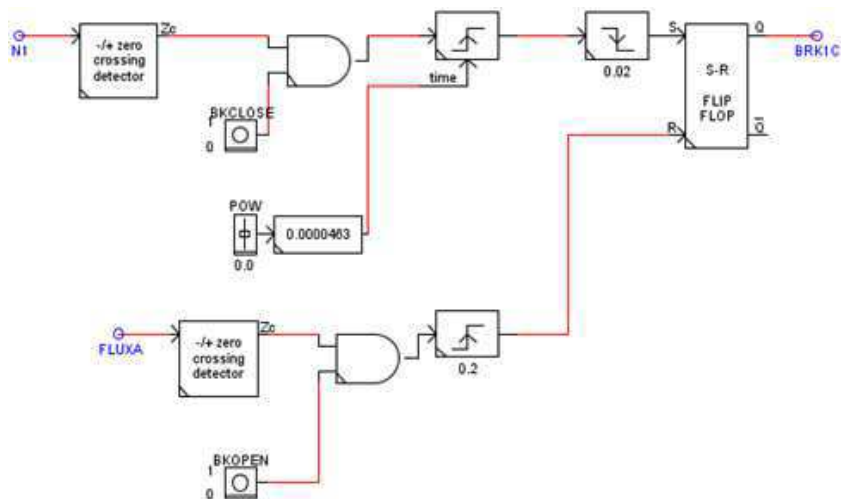 N1
-/+ zero
crossing
detector
Zc
BKCLOSE
1
0
time
0.02
S
R
S-R
FLIP
FLOP
Q
Q
BRK1C
POW
0.0
0.0000463
FLUXA
-/+ zero
crossing
detector
Zc
0.2
BKOPEN
1
0